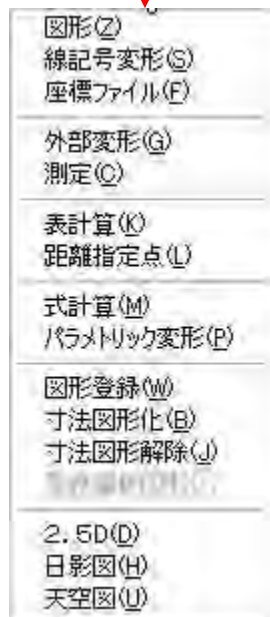 図形(Z)
線記号変形(S)
座標ファイル(F)
外部変形(G)
測定(C)
表計算(K)
距離指定点(L)
式計算(M)
パラメトリック変形(P)
図形登録(W)
寸法図形化(B)
寸法図形解除(J)
2.5D(D)
日影図(H)
天空図(U)